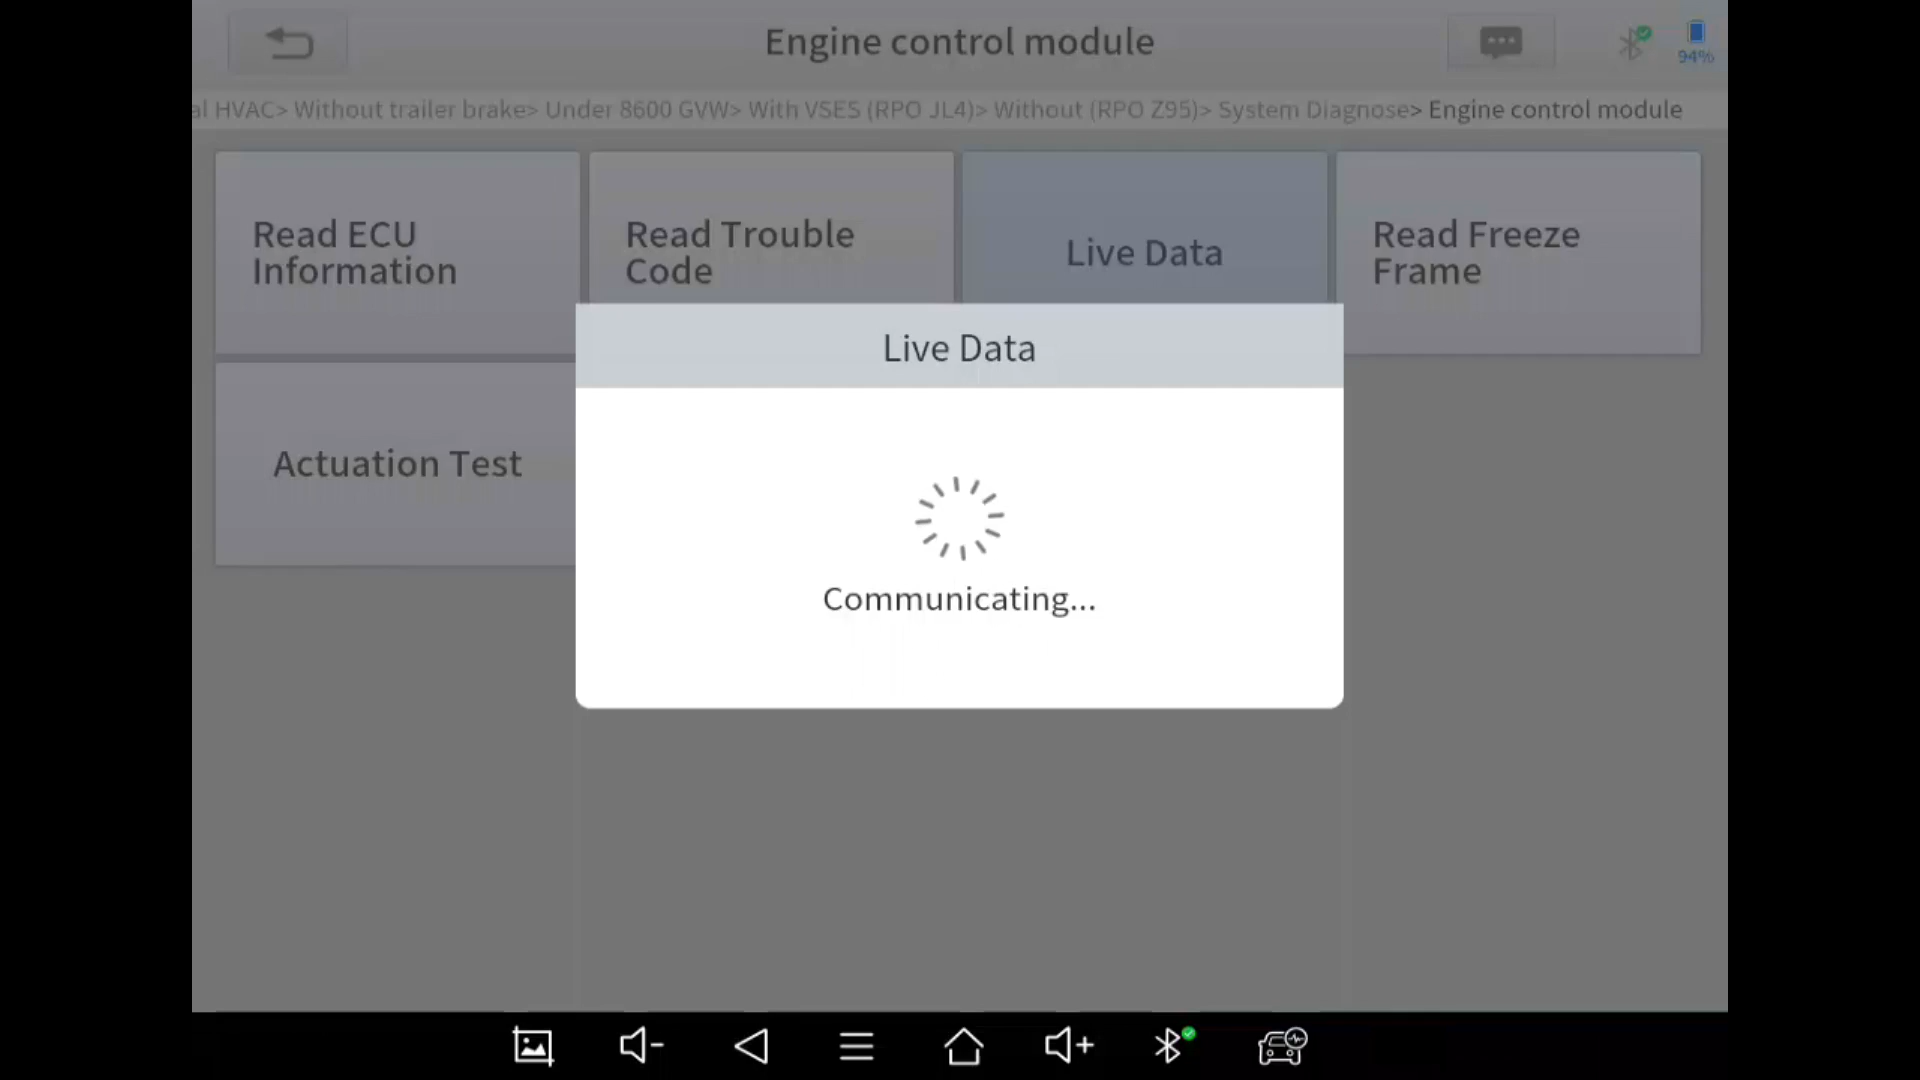 Engine control module
94%
al HVAC> Without trailer brake> Under 8600 GVW> With VSES (RPO JL4)> Without (RPO Z95)> System Diagnose> Engine control module
Read ECU
Information
Read Trouble
Code
Live Data
Read Freeze
Frame
Live Data
Actuation Test
Communicating...